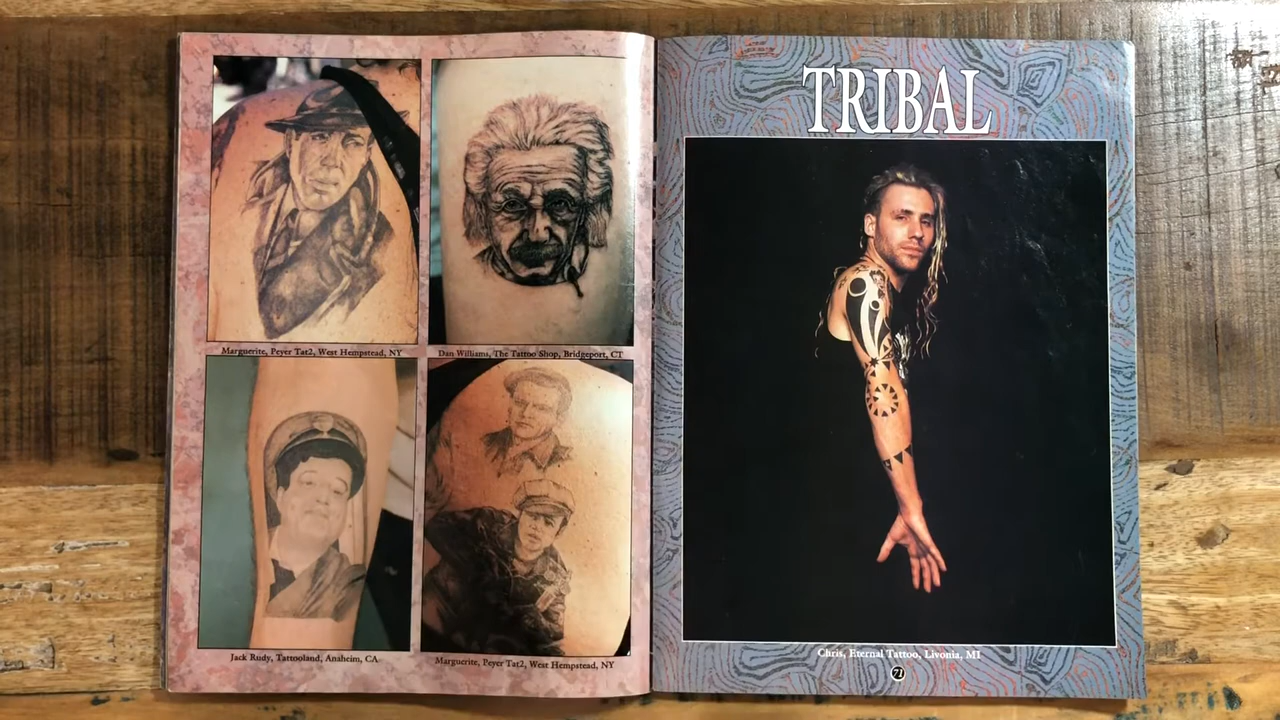 Marguerite, Peyer Tat2, West Hempstead, NY
Dan Williams, The Tattoo Shop, Bridgeport, CT
Jack Rudy, Tattooland, Anaheim, CA
Marguerite, Peyer Tat2, West Hempstead, NY
TRIBAL
Chris, Eternal Tattoo, Livonia, MI
71